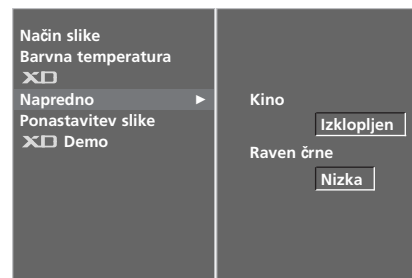 Način slike
Barvna temperatura
XD
Napredno ►
Ponastavitev slike
XD Demo
Kino
Izklopljen
Raven črne
Nizka